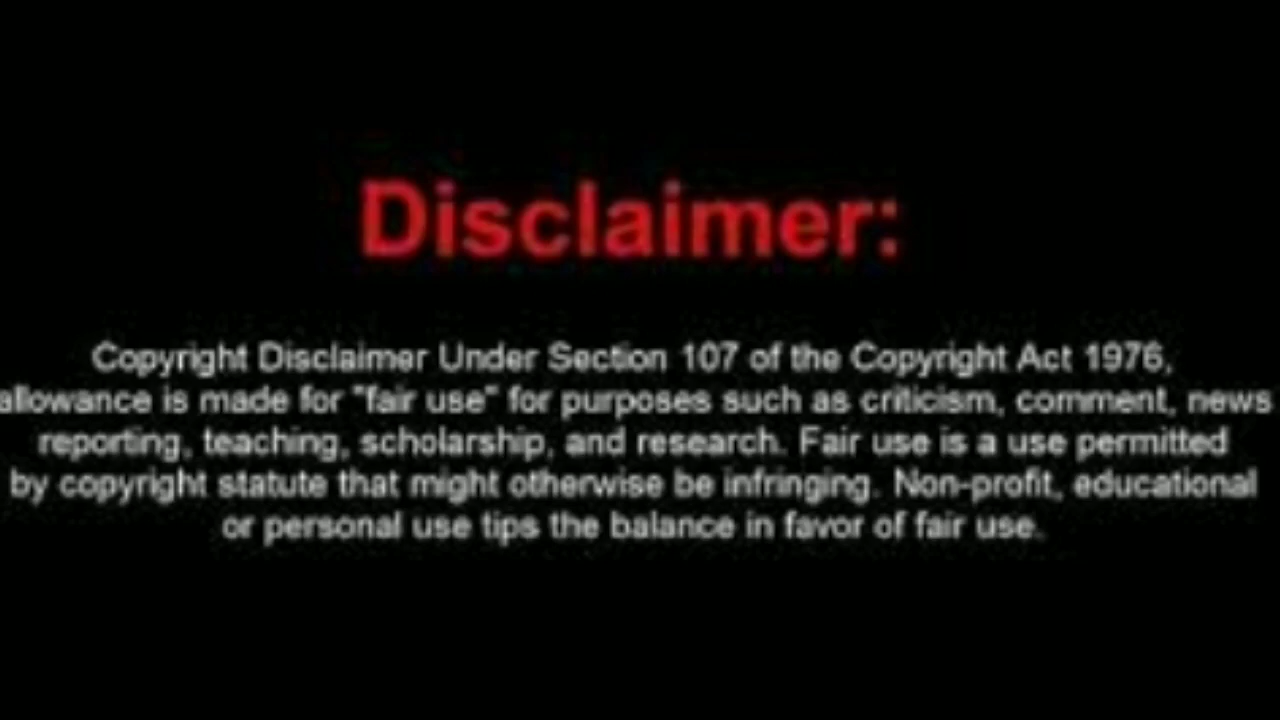 Disclaimer:
Copyright Disclaimer Under Section 107 of the Copyright Act 1976,
allowance is made for "fair use" for purposes such as criticism, comment, news
reporting, teaching, scholarship, and research. Fair use is a use permitted
by copyright statute that might otherwise be infringing. Non-profit, educational
or personal use tips the balance in favor of fair use.